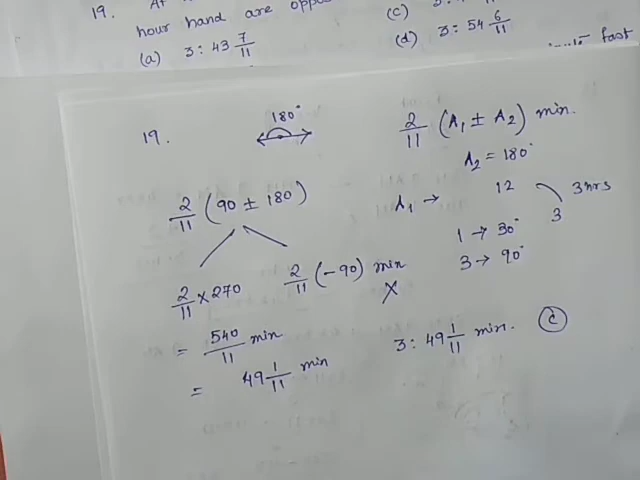 19. At
hour hand are
(a) 3 : 43 7/11
(c)
(d) 3 : 54 6/11
fast
19.
180°
2/11 (A₁ ± A₂) min.
A₂ = 180°
A₁ → 12 3 3hrs
1 → 30°
3 → 90°
2/11 (90 ± 180)
2/11 × 270
2/11 (-90) min
X
= 540/11 min.
= 49 1/11 min
3 : 49 1/11 min. (C)